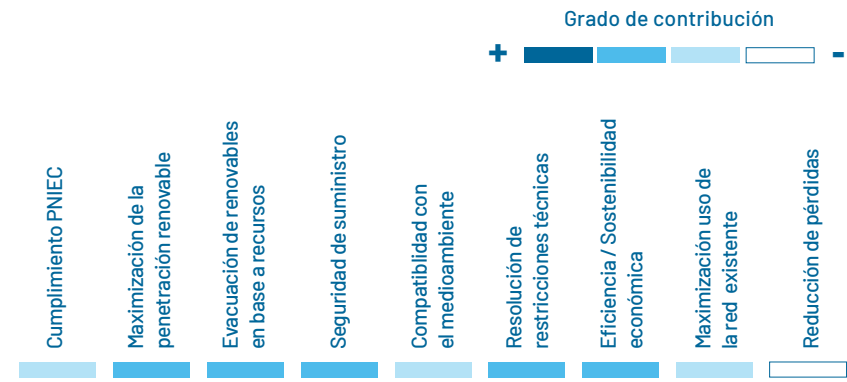 Grado de contribución
+ -
Cumplimiento PNIEC
Maximización de la
penetración renovable
Evacuación de renovables
en base a recursos
Seguridad de suministro
Compatiblidad con
el medioambiente
Resolución de
restricciones técnicas
Eficiencia / Sostenibilidad
económica
Maximización uso de
la red existente
Reducción de pérdidas